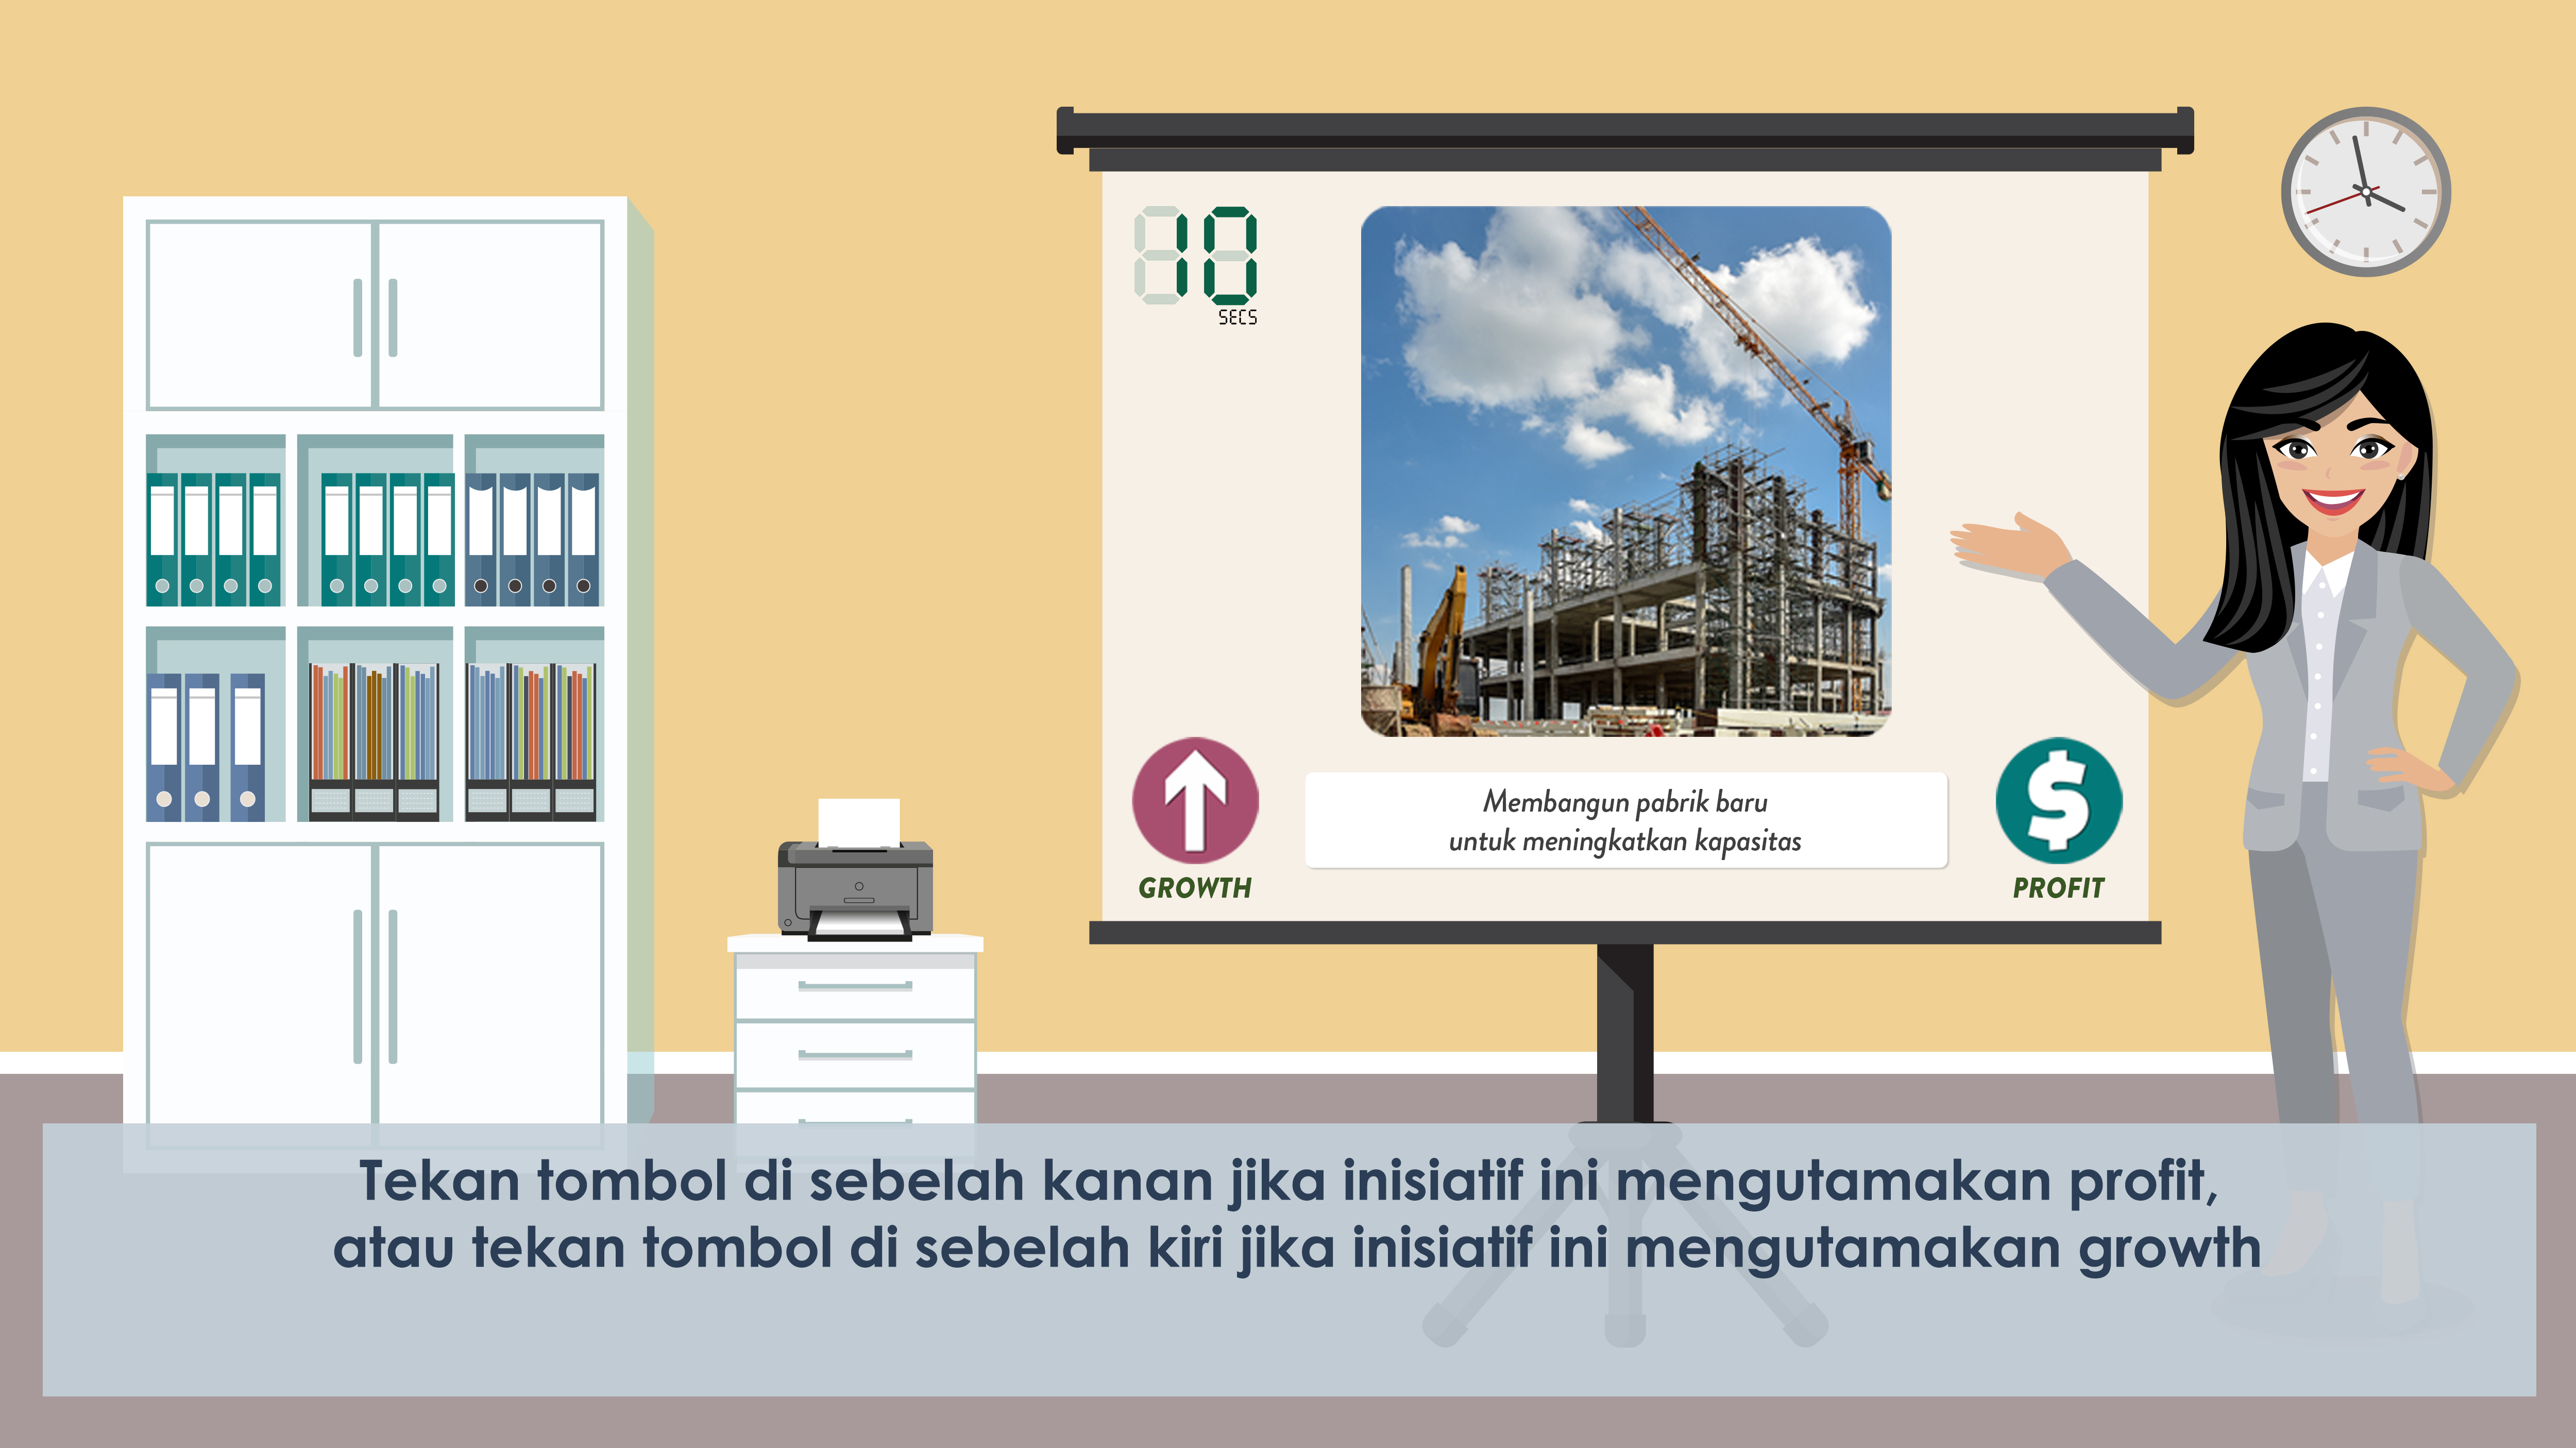 10
SECS
Membangun pabrik baru
untuk meningkatkan kapasitas
GROWTH
$
PROFIT
Tekan tombol di sebelah kanan jika inisiatif ini mengutamakan profit,
atau tekan tombol di sebelah kiri jika inisiatif ini mengutamakan growth